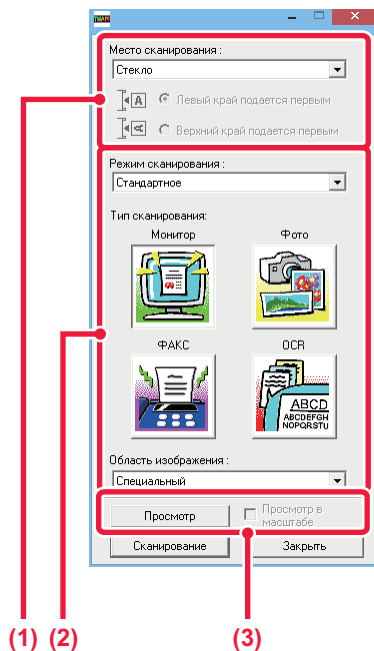 Место сканирования :
Стекло
A Левый край подается первым
A Верхний край подается первым
Режим сканирования :
Стандартное
Тип сканирования:
Монитор Фото
ФАКС OCR
ABCD
ABCDEFGH
NOPQRSTU
Область изображения :
Специальный
Просмотр Просмотр в
масштабе
Сканирование Закрыть
(1) (2) (3)